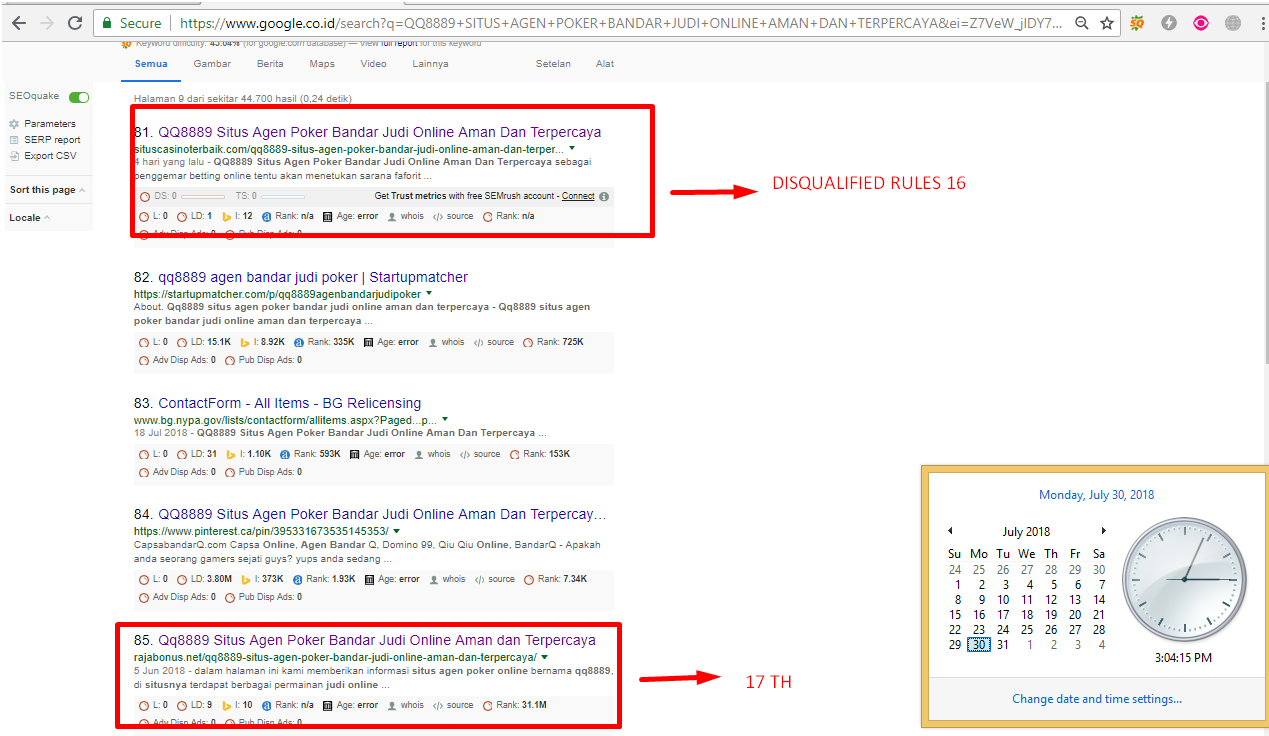 Secure https://www.google.co.id/search?q=QQ8889+SITUS+AGEN+POKER+BANDAR+JUDI+ONLINE+AMAN+DAN+TERPERCAYA&ei=Z7VeW_jIDY7...
Keyword difficulty: 45.04% (for google.com database) — View full report for this keyword
Semua Gambar Berita Maps Video Lainnya Setelan Alat
SEOquake
Parameters
SERP report
Export CSV
Sort this page
Locale
Halaman 9 dari sekitar 44.700 hasil (0,24 detik)
81. QQ8889 Situs Agen Poker Bandar Judi Online Aman Dan Terpercaya
situscasinoterbaik.com/qq8889-situs-agen-poker-bandar-judi-online-aman-dan-terper...
4 hari yang lalu - QQ8889 Situs Agen Poker Bandar Judi Online Aman Dan Terpercaya sebagai
penggemar betting online tentu akan menetukan sarana faforit ...
DS: 0 TS: 0 Get Trust metrics with free SEMrush account - Connect
L: 0 LD: 1 I: 12 Rank: n/a Age: error whois source Rank: n/a
Adv Disp Ads: 0 Pub Disp Ads: 0
DISQUALIFIED RULES 16
82. qq8889 agen bandar judi poker | Startupmatcher
https://startupmatcher.com/p/qq8889agenbandarjudipoker
About. Qq8889 situs agen poker bandar judi online aman dan terpercaya - Qq8889 situs agen
poker bandar judi online aman dan terpercaya ...
L: 0 LD: 15.1K I: 8.92K Rank: 335K Age: error whois source Rank: 725K
Adv Disp Ads: 0 Pub Disp Ads: 0
83. ContactForm - All Items - BG Relicensing
www.bg.nypa.gov/lists/contactform/allitems.aspx?Paged...p...
18 Jul 2018 - QQ8889 Situs Agen Poker Bandar Judi Online Aman Dan Terpercaya ...
L: 0 LD: 31 I: 1.10K Rank: 593K Age: error whois source Rank: 153K
Adv Disp Ads: 0 Pub Disp Ads: 0
84. QQ8889 Situs Agen Poker Bandar Judi Online Aman Dan Terpercay...
https://www.pinterest.ca/pin/395331673535145353/
CapsabandarQ.com Capsa Online, Agen Bandar Q, Domino 99, Qiu Qiu Online, BandarQ - Apakah
anda seorang gamers sejati guys? yups anda sedang ...
L: 0 LD: 3.80M I: 373K Rank: 1.93K Age: error whois source Rank: 7.34K
Adv Disp Ads: 0 Pub Disp Ads: 0
85. Qq8889 Situs Agen Poker Bandar Judi Online Aman dan Terpercaya
rajabonus.net/qq8889-situs-agen-poker-bandar-judi-online-aman-dan-terpercaya/
5 Jun 2018 - dalam halaman ini kami memberikan informasi situs agen poker online bernama qq8889,
di situsnya terdapat berbagai permainan judi online ...
L: 0 LD: 9 I: 10 Rank: n/a Age: error whois source Rank: 31.1M
Adv Disp Ads: 0 Pub Disp Ads: 0
17 TH
Monday, July 30, 2018
July 2018
Su Mo Tu We Th Fr Sa
24 25 26 27 28 29 30
1 2 3 4 5 6 7
8 9 10 11 12 13 14
15 16 17 18 19 20 21
22 23 24 25 26 27 28
29 30 31 1 2 3 4
3:04:15 PM
Change date and time settings...